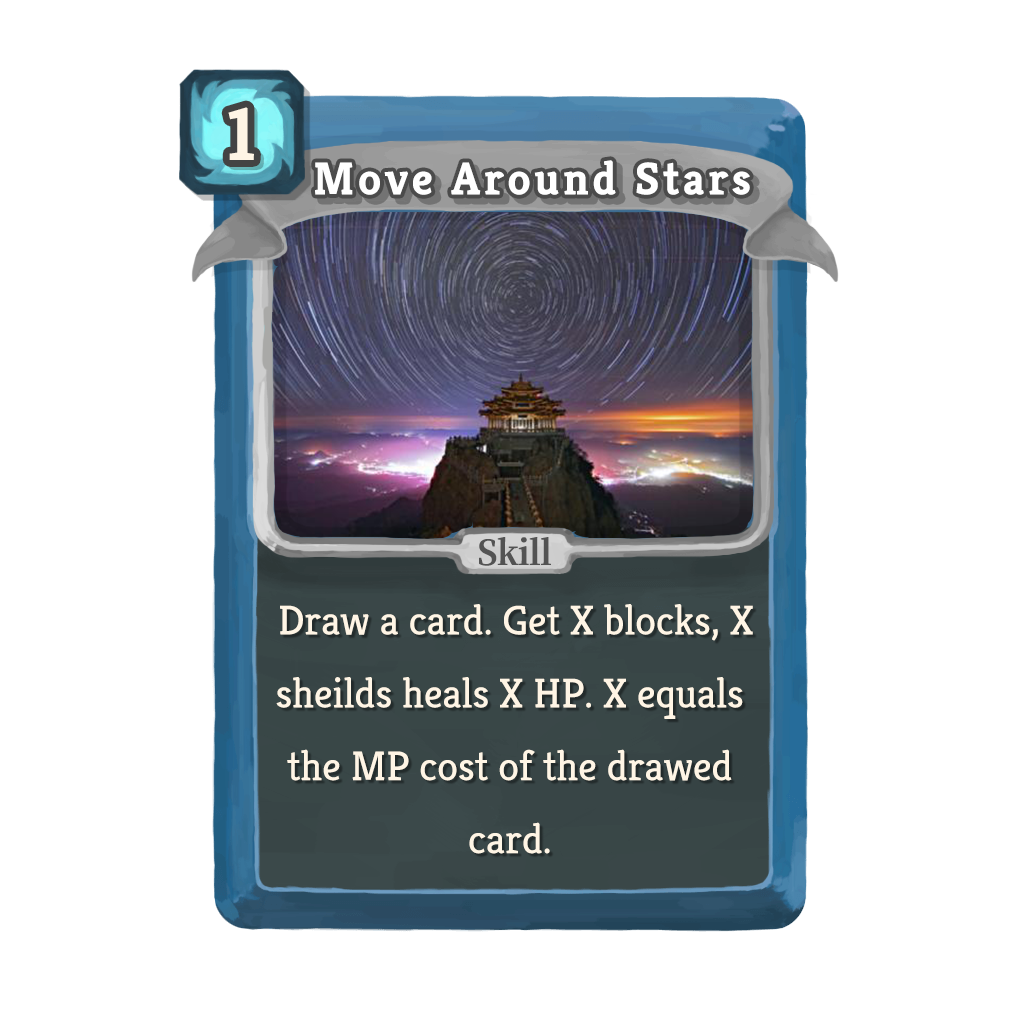 1
Move Around Stars
Skill
Draw a card. Get X blocks, X
sheilds heals X HP. X equals
the MP cost of the drawed
card.